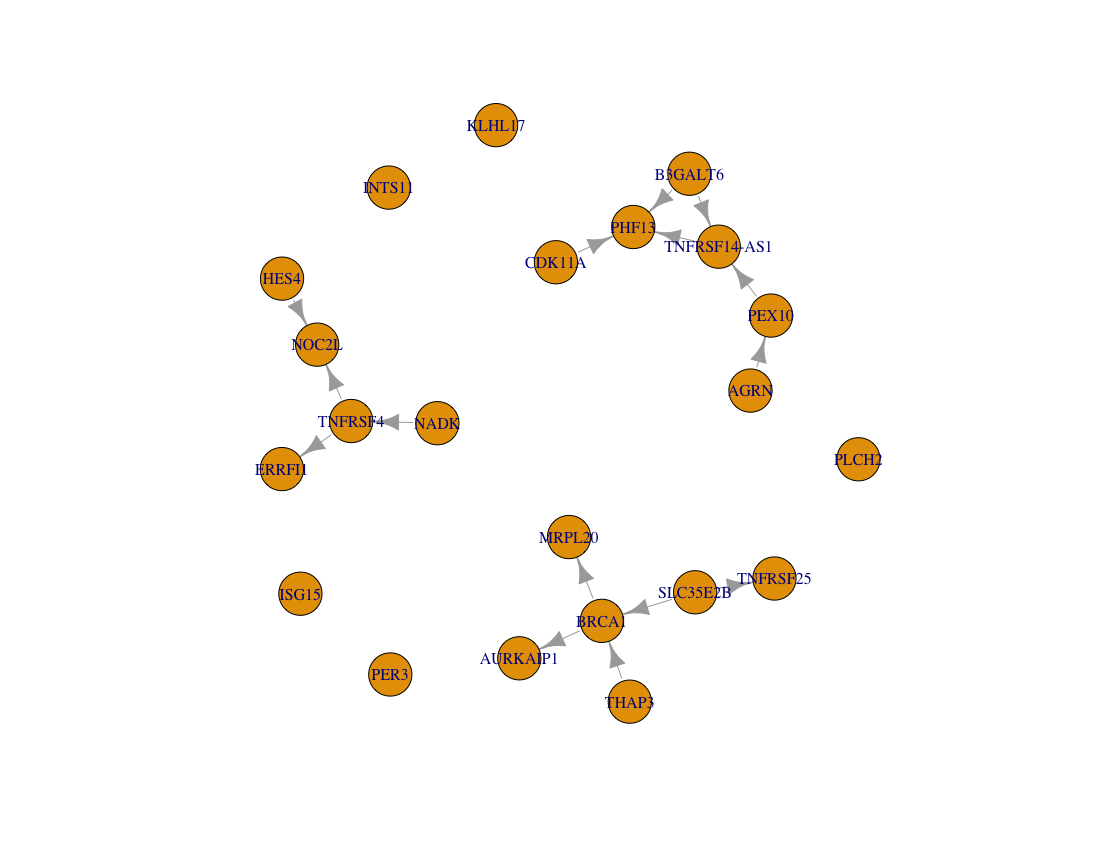 KLHL17
B3GALT6
INTS11
PHF13
TNFRSF14-AS1
CDK11A
HES4
PEX10
NOC2L
AGRN
TNFRSF4
NADK
PLCH2
ERRFI1
MRPL20
TNFRSF25
SLC35E2B
ISG15
BRCA1
AURKAIP1
PER3
THAP3